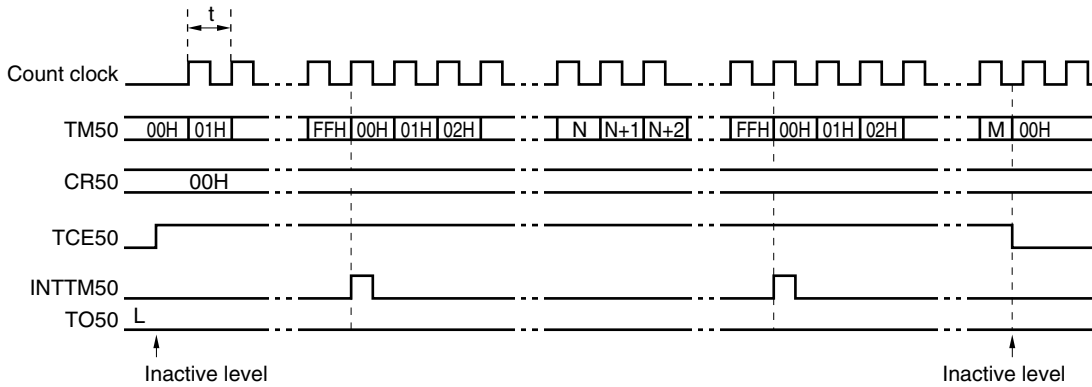 t
Count clock
TM50 00H 01H FFH 00H 01H 02H N N+1 N+2 FFH 00H 01H 02H M 00H
CR50 00H
TCE50
INTTM50
TO50 L
Inactive level Inactive level